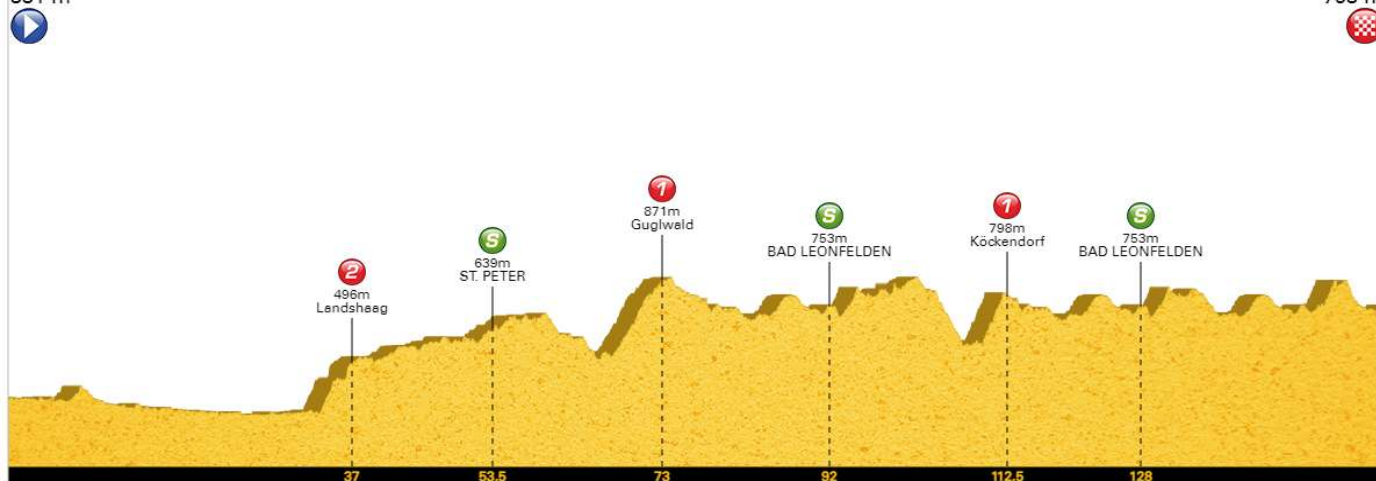 1
871m
Guglwald
S
753m
BAD LEONFELDEN
1
798m
Köckendorf
S
753m
BAD LEONFELDEN
S
639m
ST. PETER
2
496m
Landshaag
37 53.5 73 92 112.5 128